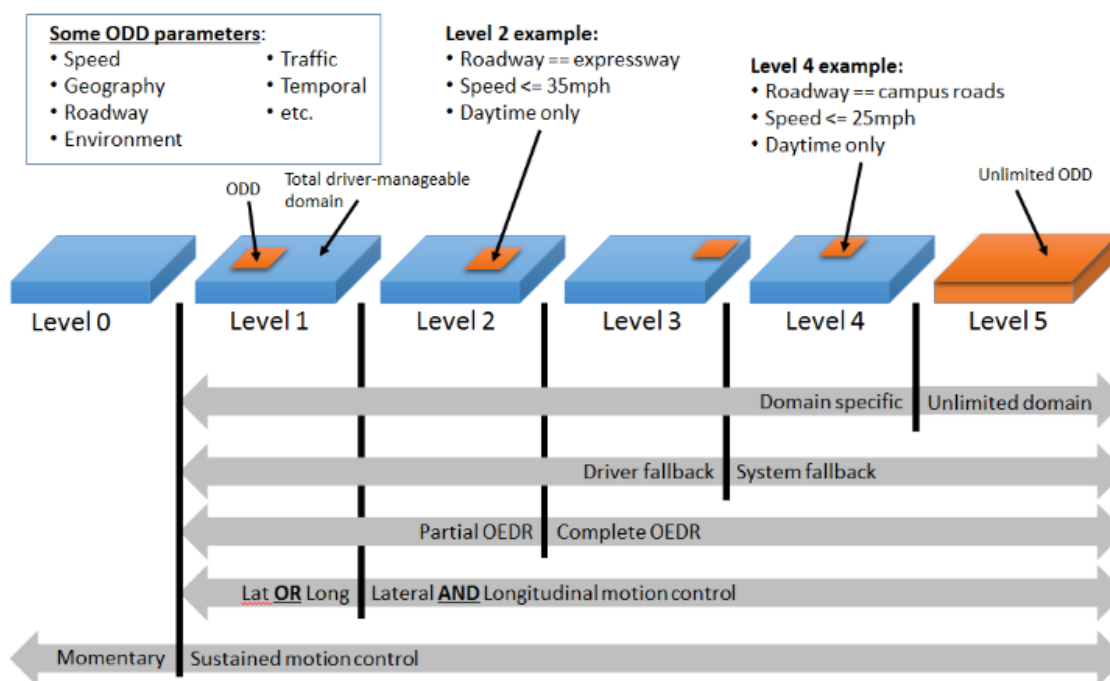 Some ODD parameters:
• Speed
• Geography
• Roadway
• Environment
• Traffic
• Temporal
• etc.
Level 2 example:
• Roadway == expressway
• Speed <= 35mph
• Daytime only
Level 4 example:
• Roadway == campus roads
• Speed <= 25mph
• Daytime only
ODD
Total driver-manageable
domain
Unlimited ODD
Level 0
Level 1
Level 2
Level 3
Level 4
Level 5
Domain specific
Unlimited domain
Driver fallback
System fallback
Partial OEDR
Complete OEDR
Lat OR Long
Lateral AND Longitudinal motion control
Momentary
Sustained motion control